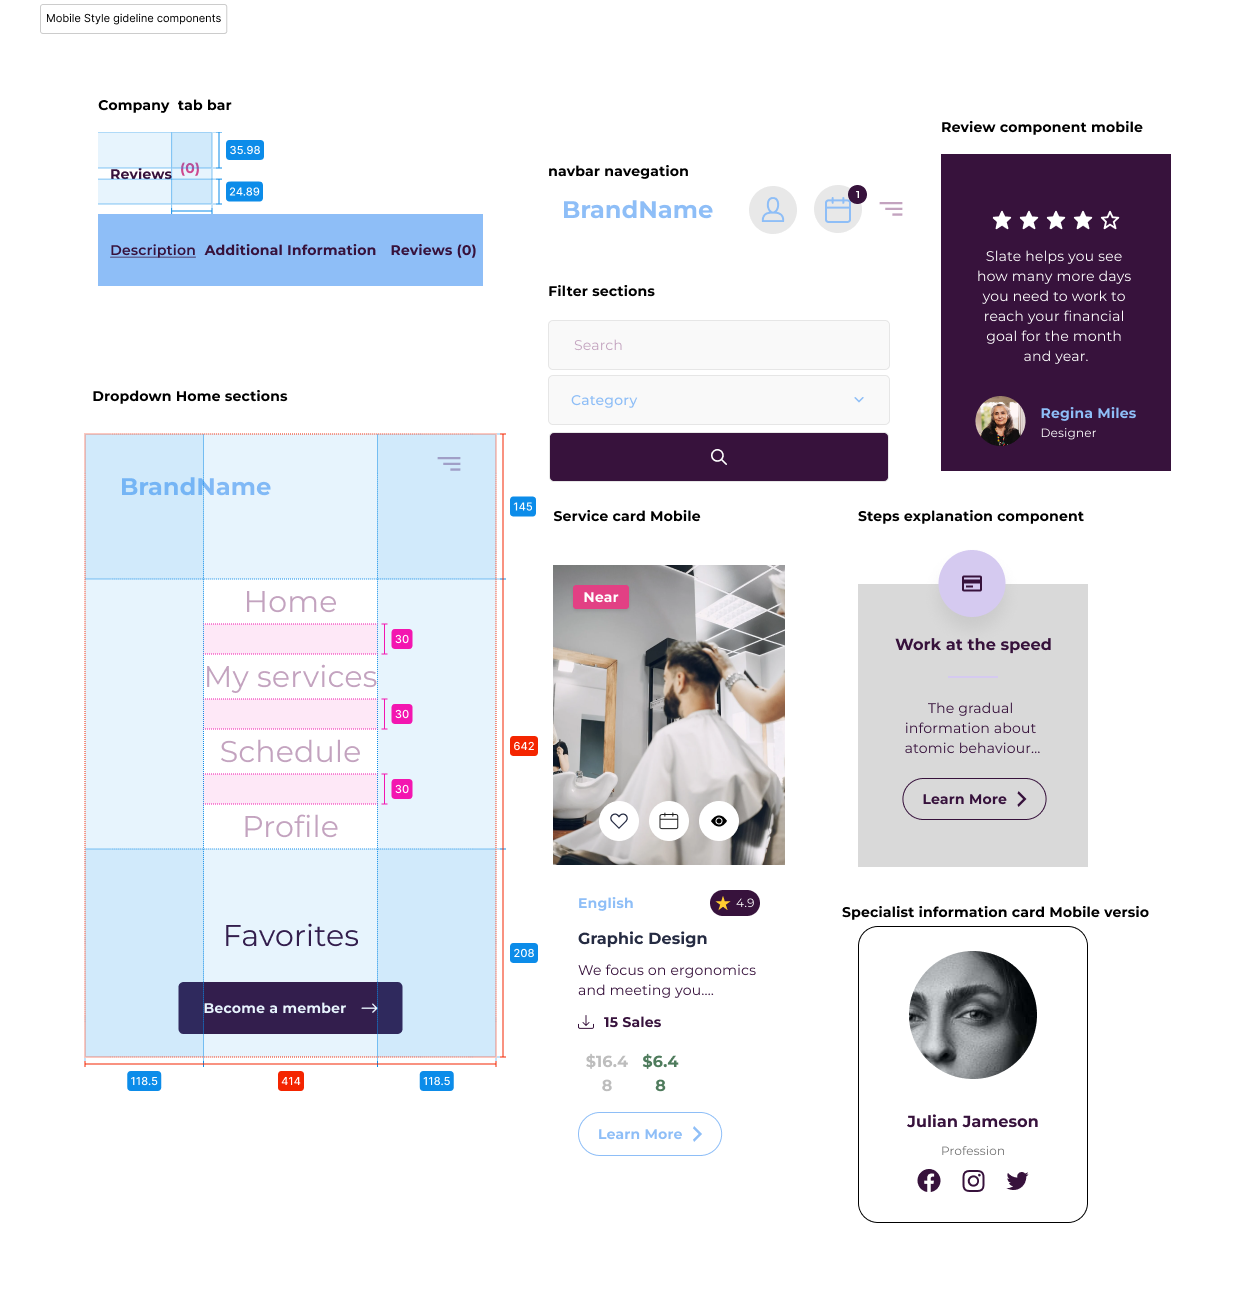 Mobile Style gideline components
Company  tab bar
35.98
Reviews (0)
24.89
Description Additional Information Reviews (0)
navbar navegation
BrandName
1
Filter sections
Search
Category
Review component mobile
Slate helps you see
how many more days
you need to work to
reach your financial
goal for the month
and year.
Regina Miles
Designer
Dropdown Home sections
BrandName
145
Home
30
My services
30
Schedule
642
30
Profile
Favorites
208
Become a member
118.5
414
118.5
Service card Mobile
Near
English
4.9
Graphic Design
We focus on ergonomics
and meeting you....
15 Sales
$16.4
8
$6.4
8
Learn More
Steps explanation component
Work at the speed
The gradual
information about
atomic behaviour...
Learn More
Specialist information card Mobile versio
Julian Jameson
Profession